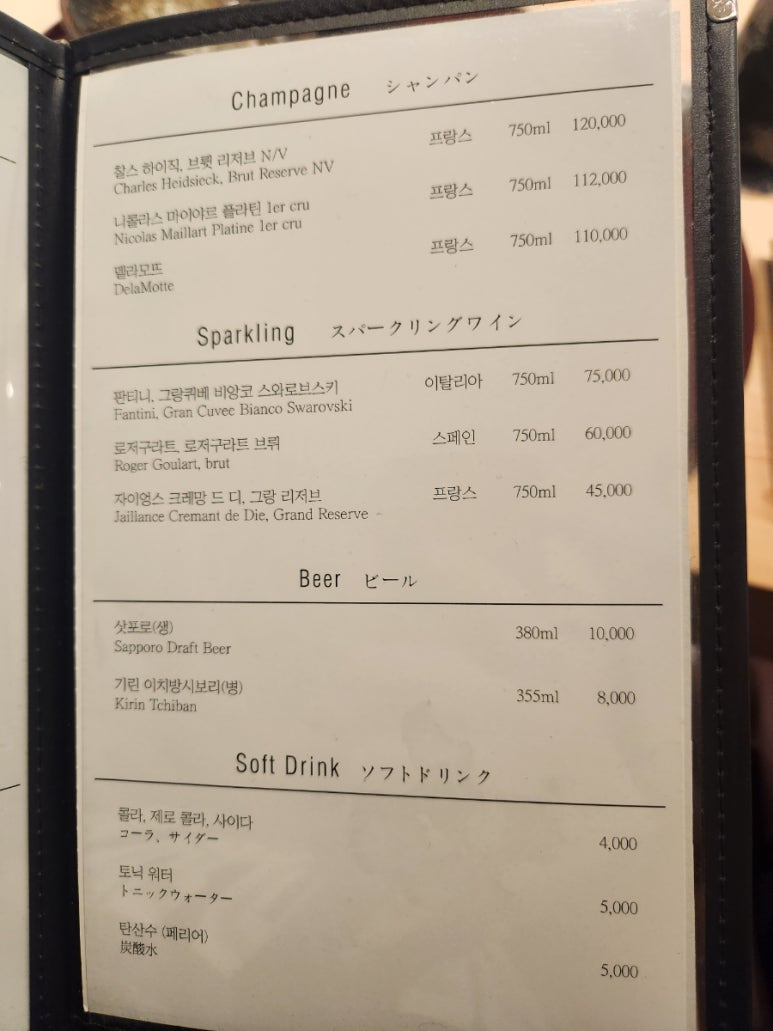 Champagne シャンパン
찰스 하이직, 브륏 리저브 N/V 프랑스 750ml 120,000
Charles Heidsieck, Brut Reserve NV
니콜라스 마이야르 플라틴 1er cru 프랑스 750ml 112,000
Nicolas Maillart Platine 1er cru
델라모뜨 프랑스 750ml 110,000
DelaMotte
Sparkling スパークリングワイン
판티니, 그랑퀴베 비앙코 스와로브스키 이탈리아 750ml 75,000
Fantini, Gran Cuvee Bianco Swarovski
로저구라트, 로저구라트 브뤼 스페인 750ml 60,000
Roger Goulart, brut
자이엉스 크레망 드 디, 그랑 리저브 프랑스 750ml 45,000
Jaillance Cremant de Die, Grand Reserve
Beer ビール
삿포로(생) 380ml 10,000
Sapporo Draft Beer
기린 이치방시보리(병) 355ml 8,000
Kirin Tchiban
Soft Drink ソフトドリンク
콜라, 제로 콜라, 사이다 4,000
コーラ、サイダー
토닉 워터 5,000
トニックウォーター
탄산수 (페리어) 5,000
炭酸水